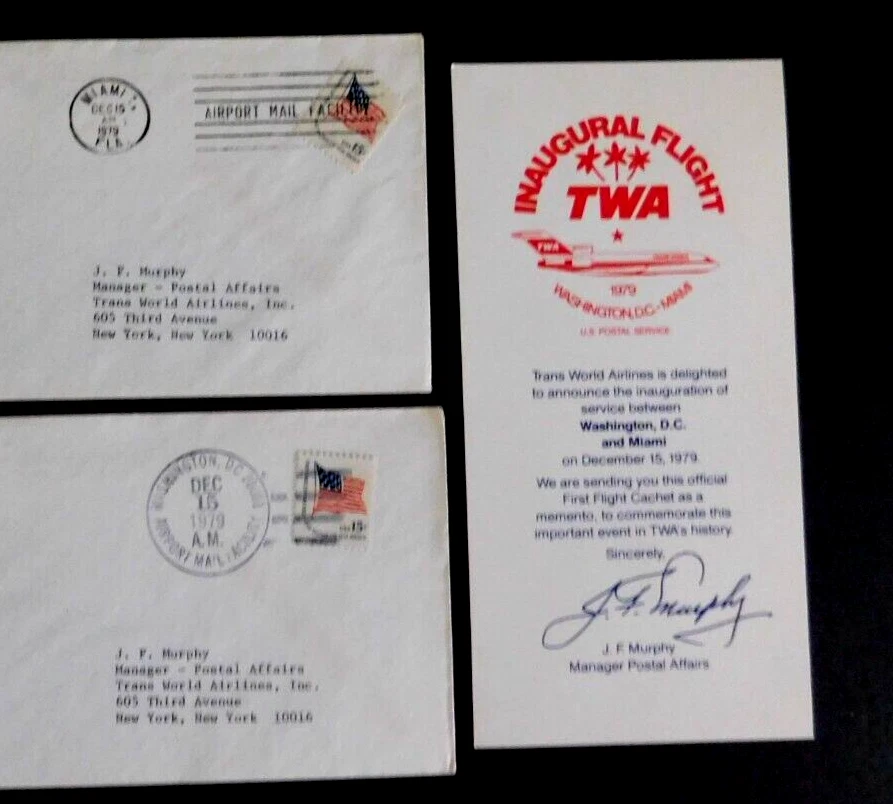 MIAMI
DEC 15
AM
1979
FLA.
AIRPORT MAIL FACILITY
15c
J. F. Murphy
Manager - Postal Affairs
Trans World Airlines, Inc.
605 Third Avenue
New York, New York 10016
WASHINGTON, D.C.
DEC
15
1979
A.M.
AIRPORT MAIL FACILITY
USA 15c
J. F. Murphy
Manager - Postal Affairs
Trans World Airlines, Inc.
605 Third Avenue
New York, New York 10016
INAUGURAL FLIGHT
TWA
TWA
1979
WASHINGTON, D.C.-MIAMI
U.S. POSTAL SERVICE
Trans World Airlines is delighted
to announce the inauguration of
service between
Washington, D.C.
and Miami
on December 15, 1979.
We are sending you this official
First Flight Cachet as a
memento, to commemorate this
important event in TWA's history.
Sincerely,
J. F. Murphy
J. F. Murphy
Manager Postal Affairs